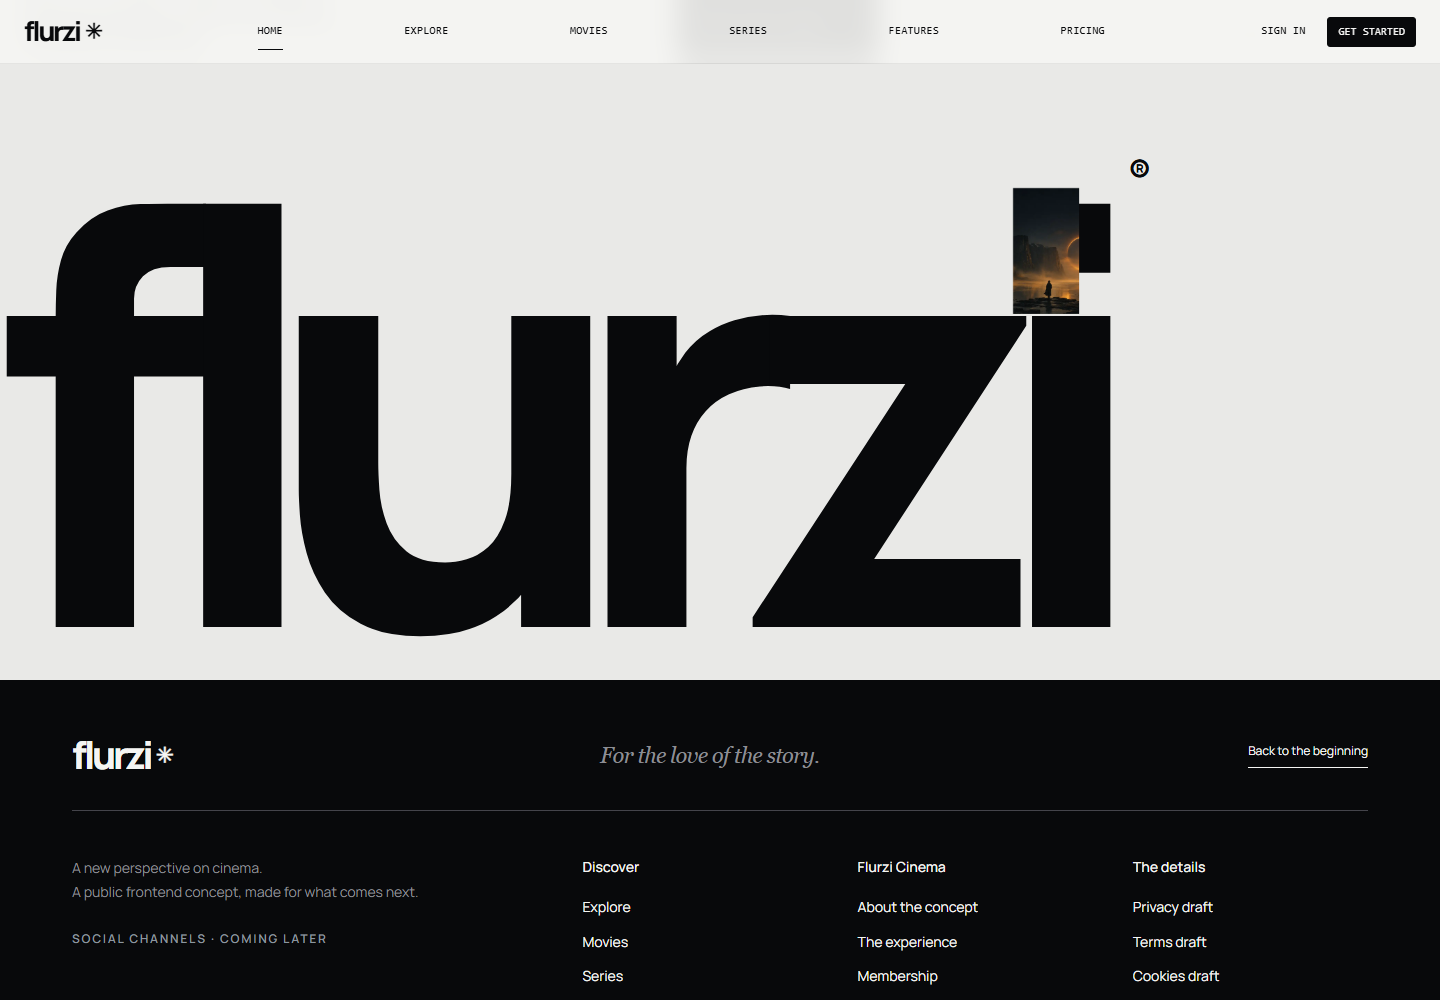 flurzi
HOME
EXPLORE
MOVIES
SERIES
FEATURES
PRICING
SIGN IN
GET STARTED
flurzi®
flurzi
For the love of the story.
Back to the beginning
A new perspective on cinema.
A public frontend concept, made for what comes next.
SOCIAL CHANNELS · COMING LATER
Discover
Explore
Movies
Series
Flurzi Cinema
About the concept
The experience
Membership
The details
Privacy draft
Terms draft
Cookies draft